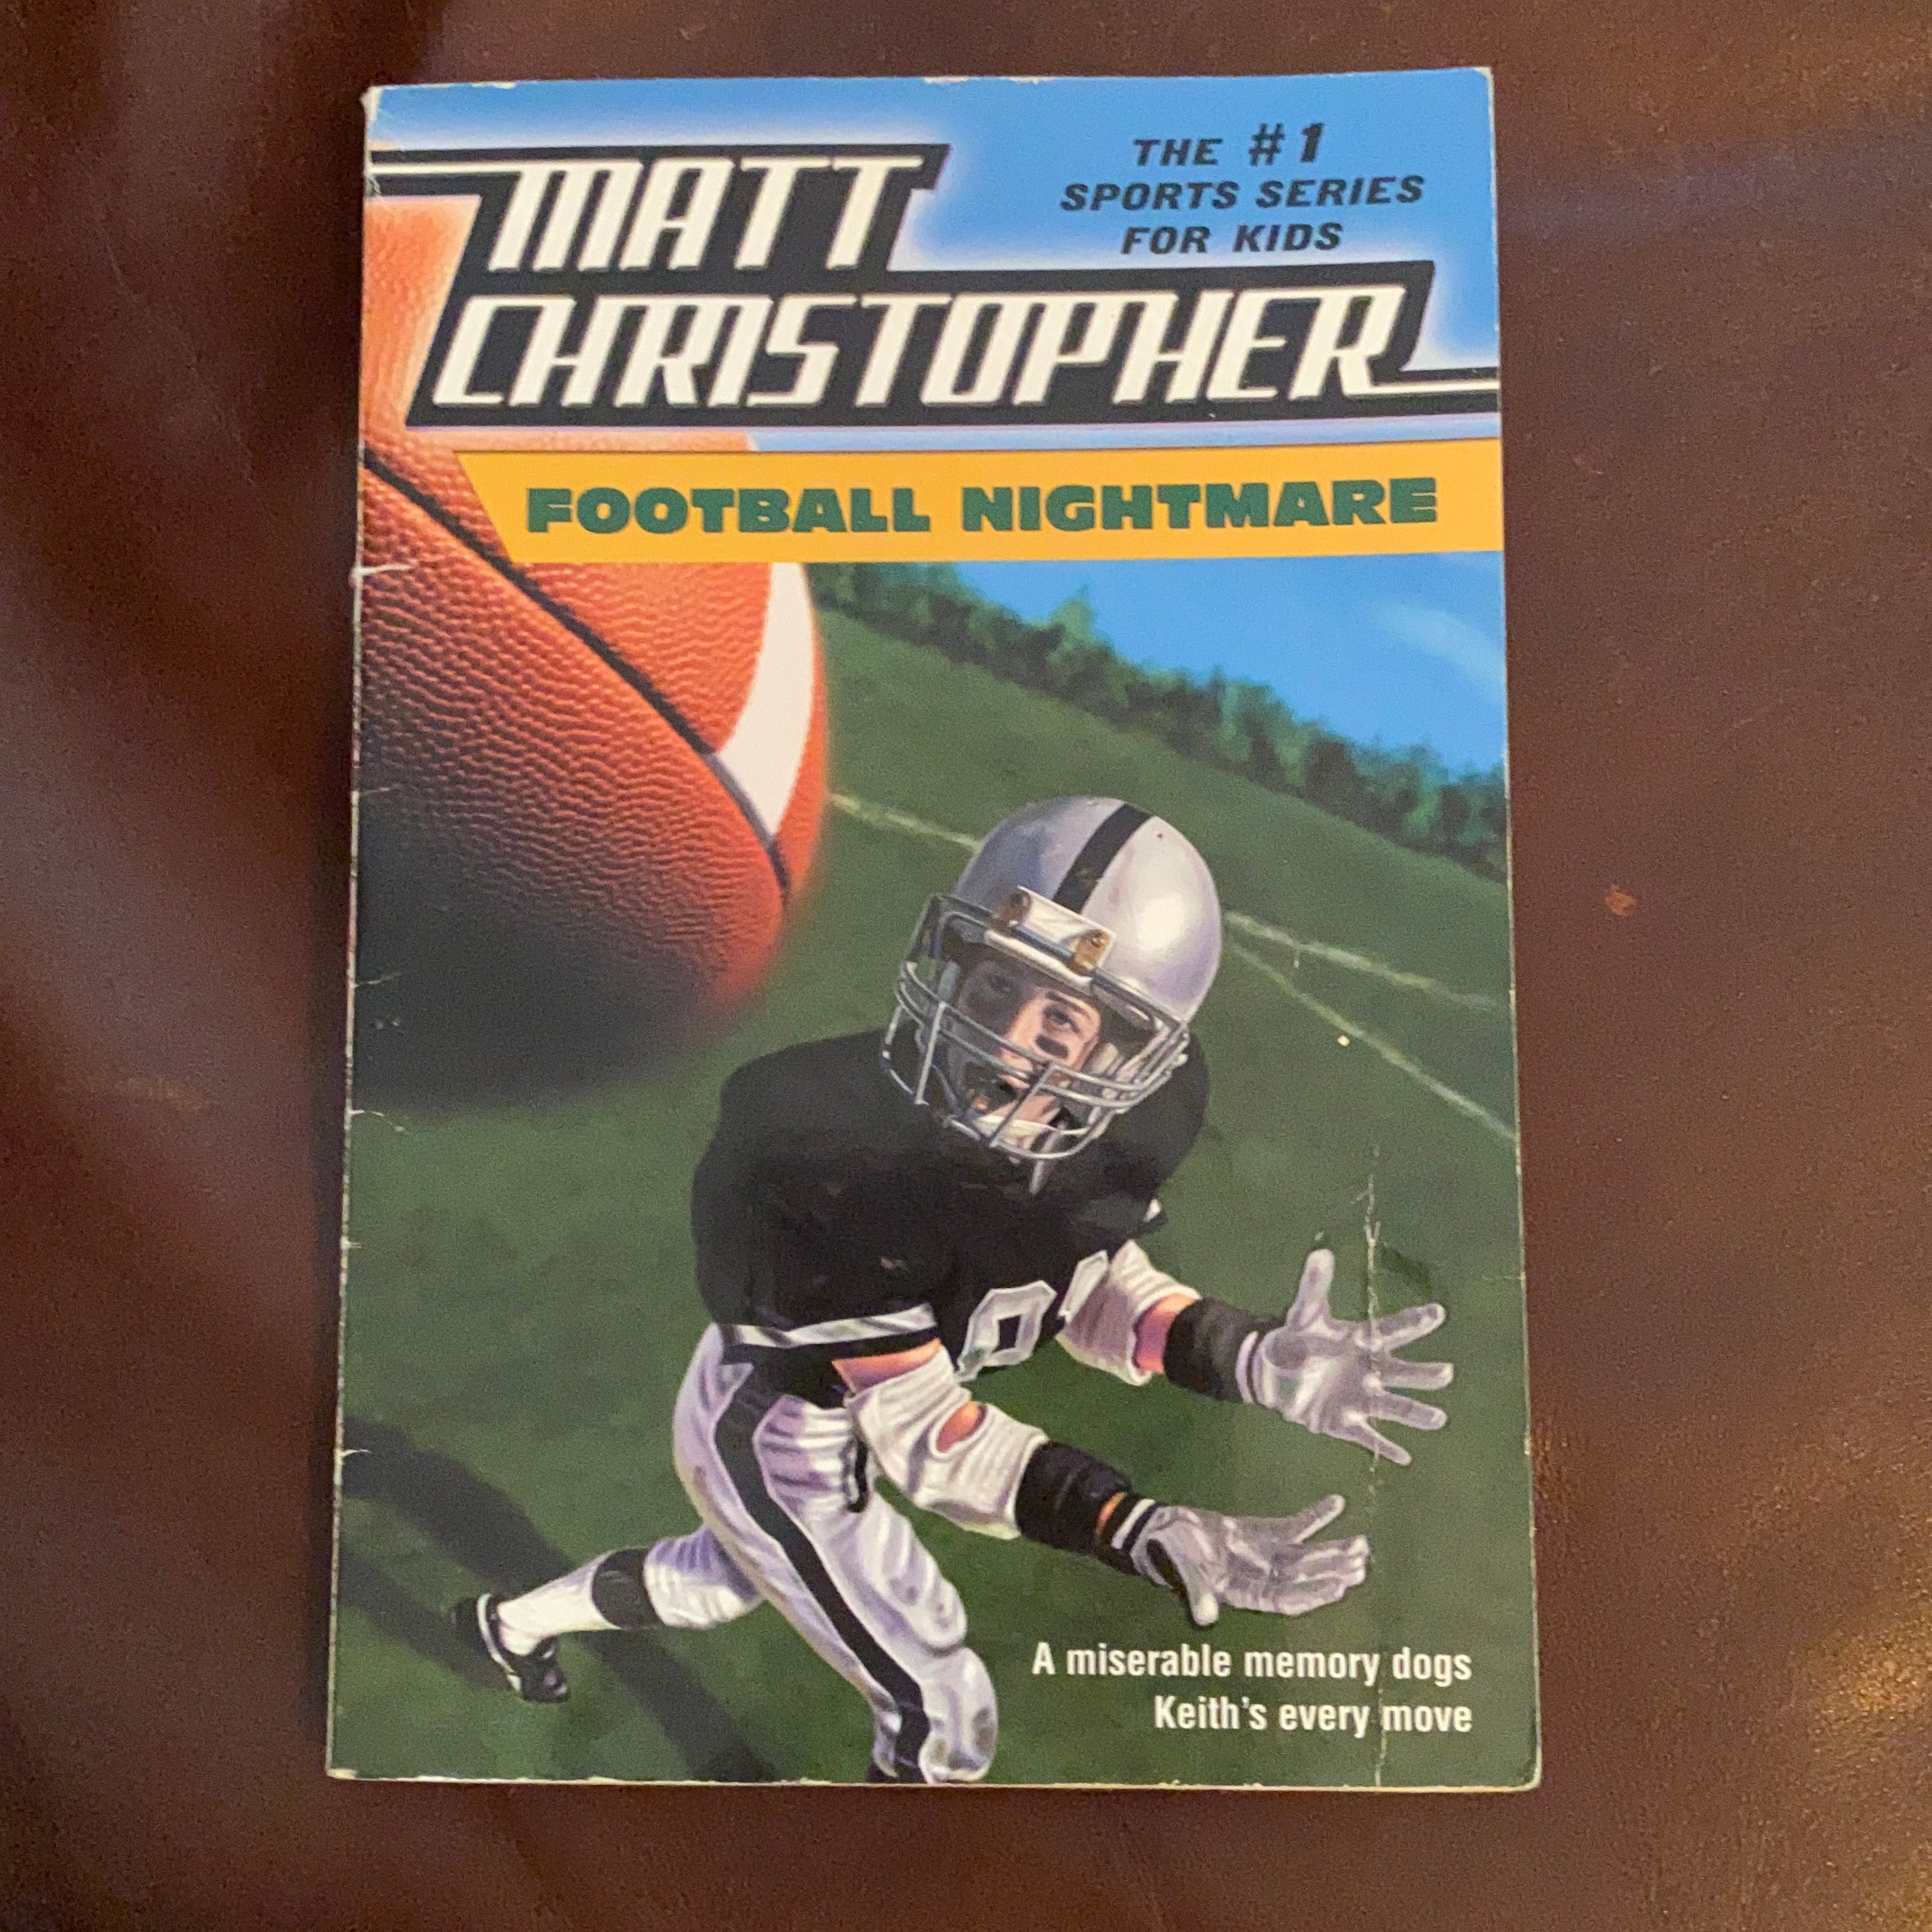 THE #1
SPORTS SERIES
FOR KIDS
MATT
CHRISTOPHER
FOOTBALL NIGHTMARE
A miserable memory dogs
Keith's every move